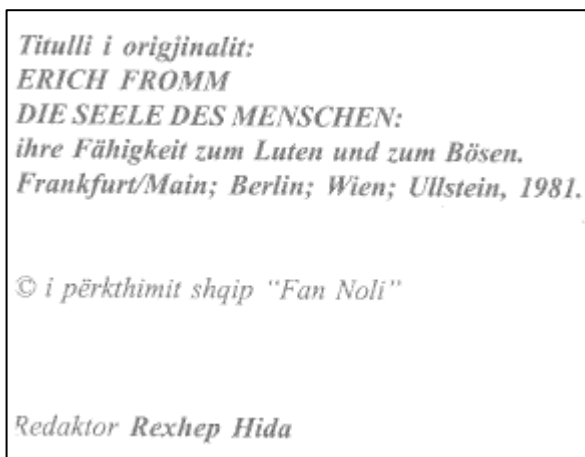 Titulli i origjinalit:
ERICH FROMM
DIE SEELE DES MENSCHEN:
ihre Fähigkeit zum Luten und zum Bösen.
Frankfurt/Main; Berlin; Wien; Ullstein, 1981.
© i përkthimit shqip "Fan Noli"
Redaktor Rexhep Hida